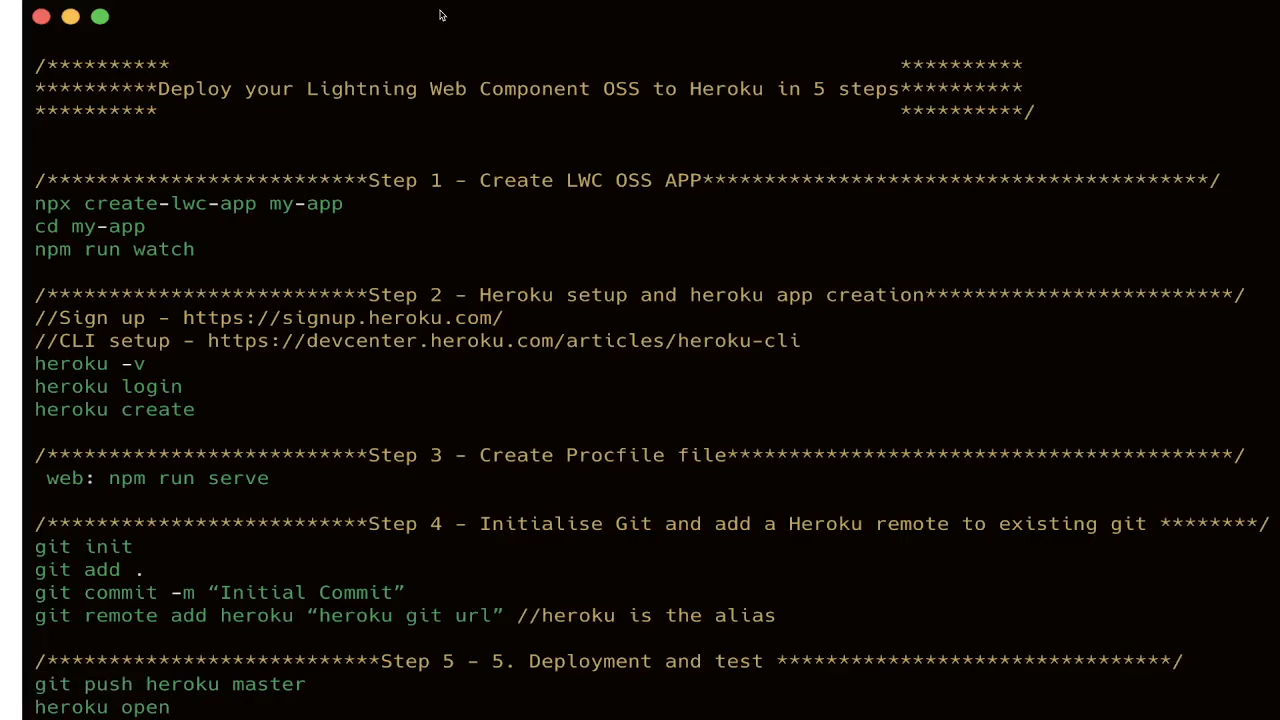 /**********                                                           **********
**********Deploy your Lightning Web Component OSS to Heroku in 5 steps**********
**********                                                            **********/
/**************************Step 1 - Create LWC OSS APP*****************************************/
npx create-lwc-app my-app
cd my-app
npm run watch
/**************************Step 2 - Heroku setup and heroku app creation*************************/
//Sign up - https://signup.heroku.com/
//CLI setup - https://devcenter.heroku.com/articles/heroku-cli
heroku -v
heroku login
heroku create
/**************************Step 3 - Create Procfile file*****************************************/
web: npm run serve
/**************************Step 4 - Initialise Git and add a Heroku remote to existing git ********/
git init
git add .
git commit -m “Initial Commit”
git remote add heroku “heroku git url” //heroku is the alias
/***************************Step 5 - 5. Deployment and test ********************************/
git push heroku master
heroku open